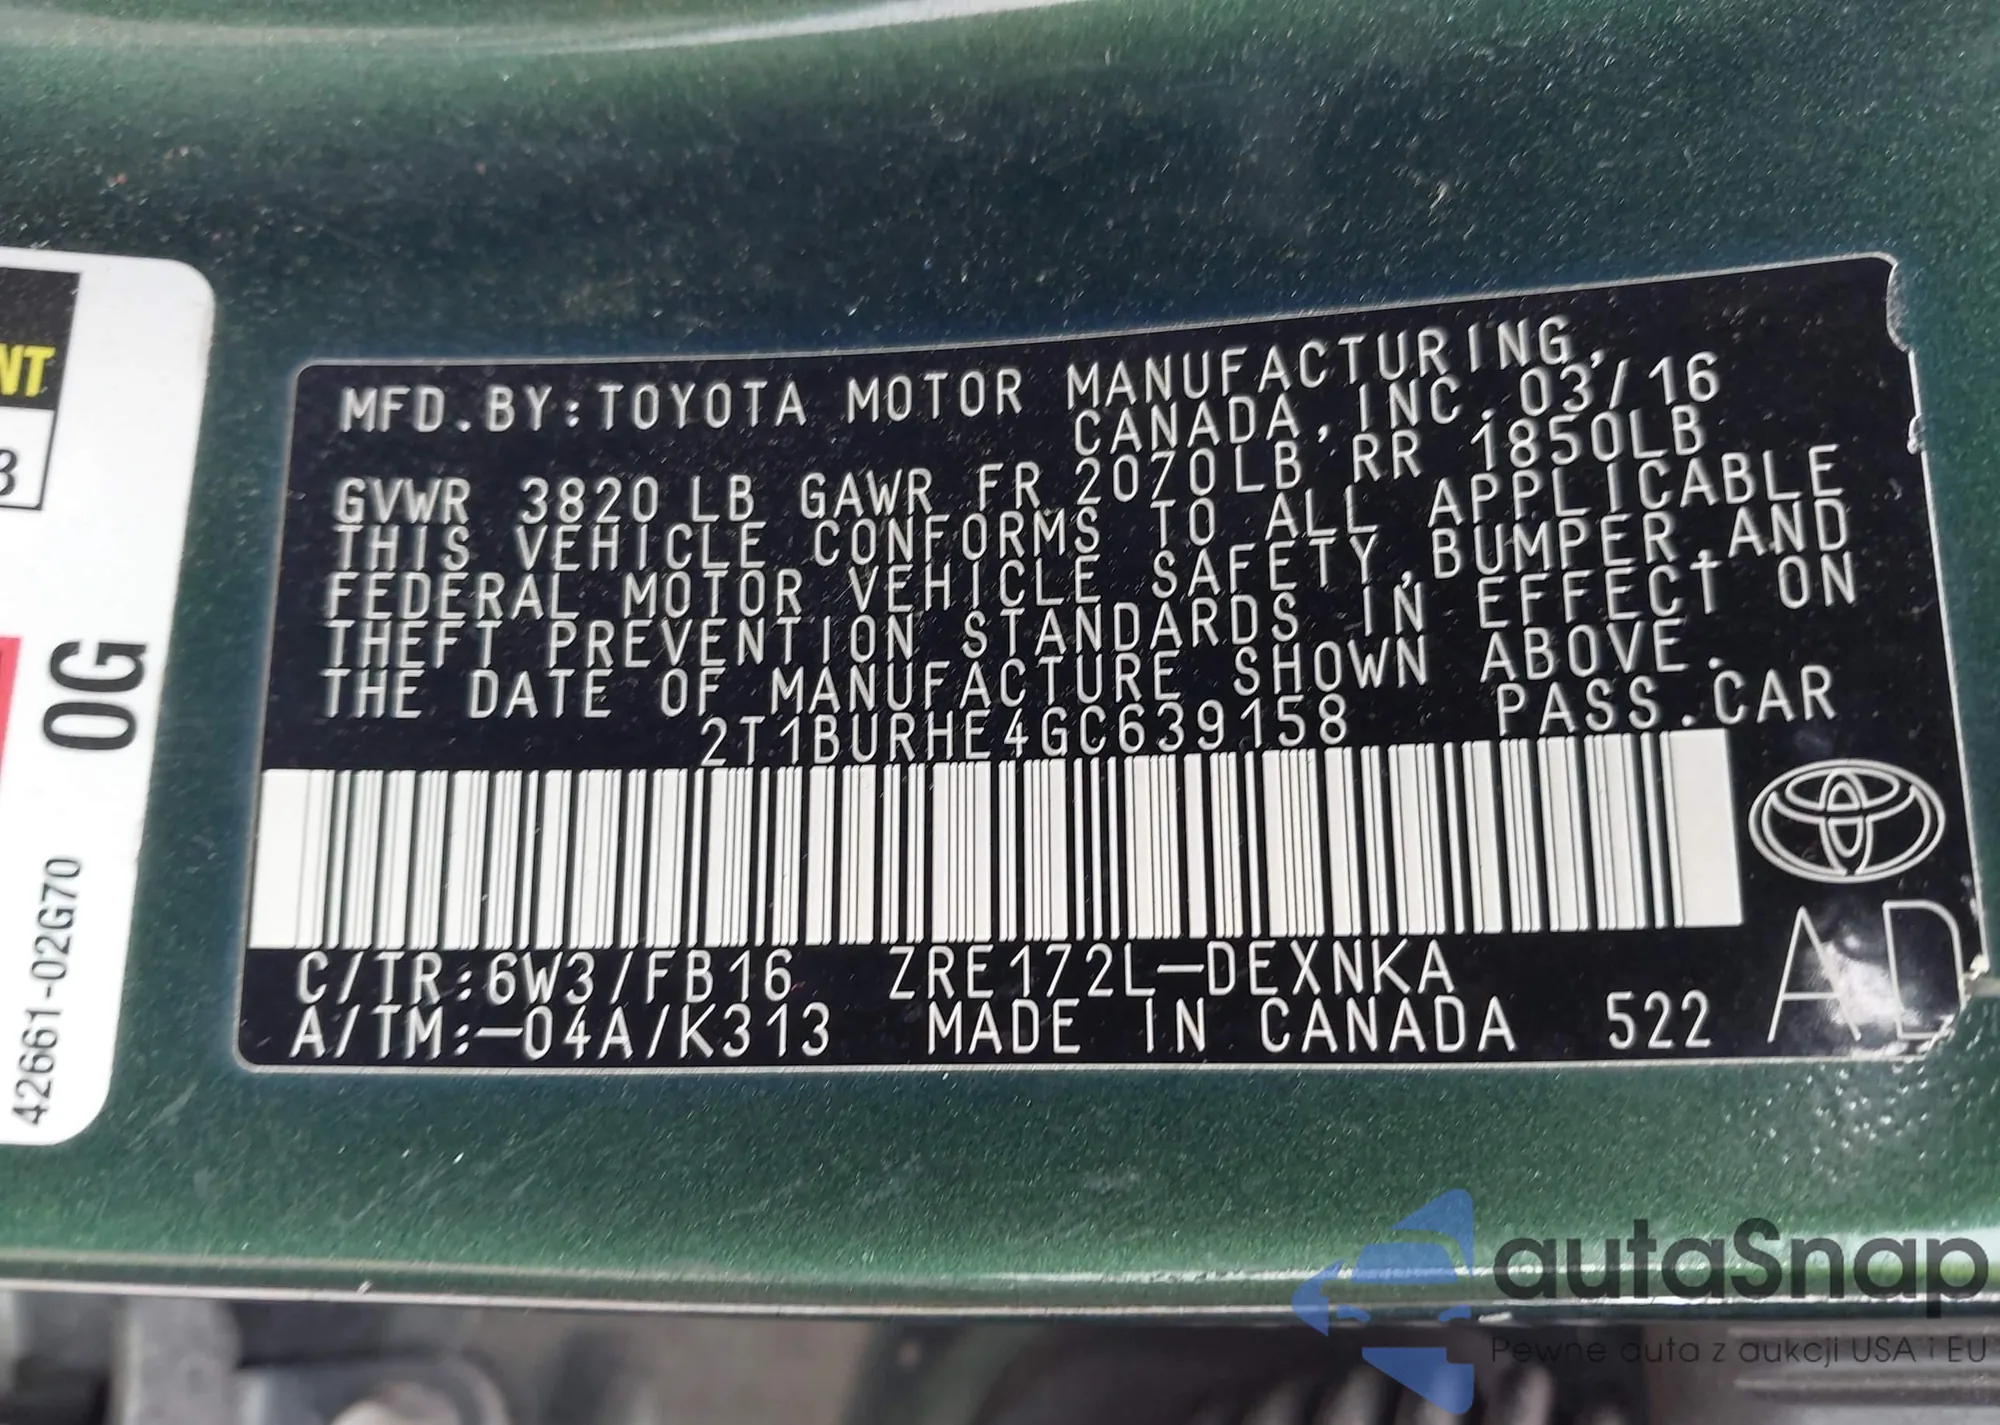 NT
3
0G
42661-02G70
MFD.BY:TOYOTA MOTOR MANUFACTURING,
CANADA,INC.03/16
GVWR 3820 LB GAWR FR 2070LB RR 1850LB
THIS VEHICLE CONFORMS TO ALL APPLICABLE
FEDERAL MOTOR VEHICLE SAFETY,BUMPER,AND
THEFT PREVENTION STANDARDS IN EFFECT ON
THE DATE OF MANUFACTURE SHOWN ABOVE.
2T1BURHE4GC639158 PASS.CAR
C/TR:6W3/FB16 ZRE172L-DEXNKA
A/TM:-04A/K313 MADE IN CANADA 522
AD
autaSnap
Pewne auta z aukcji USA i EU